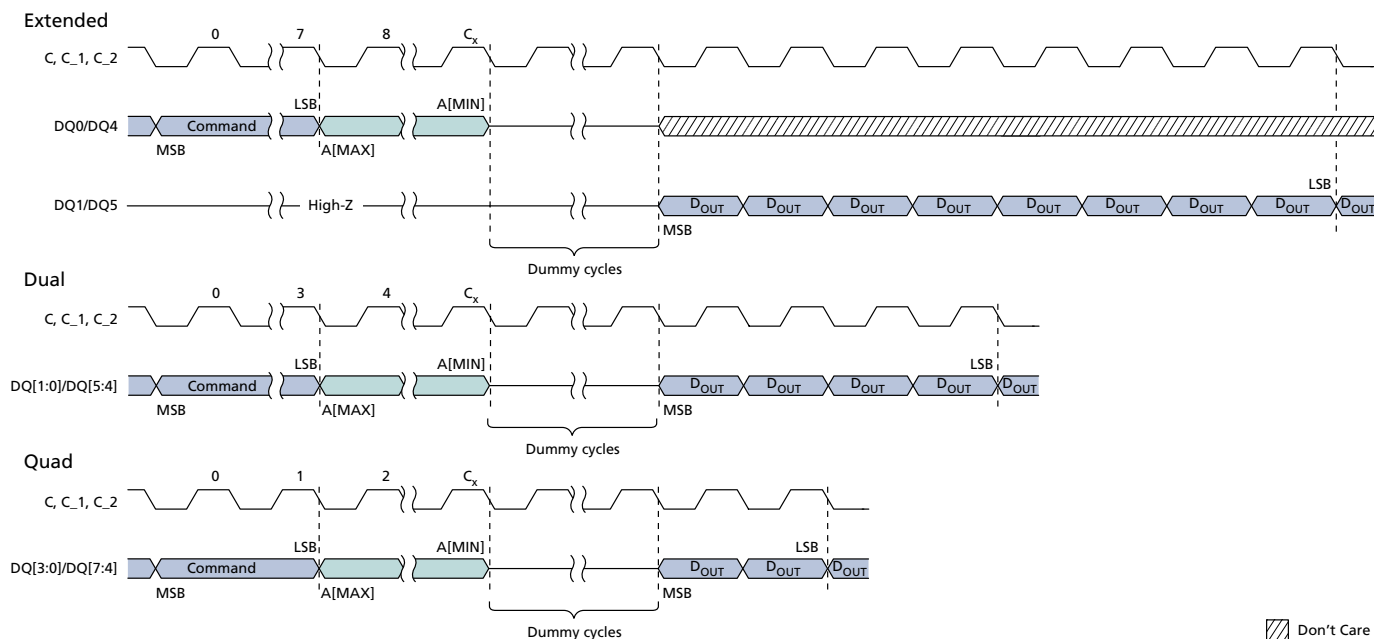 Extended
0 7 8 Cx
C, C_1, C_2
LSB A[MIN]
DQ0/DQ4 Command
MSB A[MAX]
LSB
DQ1/DQ5 High-Z DOUT DOUT DOUT DOUT DOUT DOUT DOUT DOUT DOUT
MSB
Dummy cycles
Dual
0 3 4 Cx
C, C_1, C_2
LSB A[MIN] LSB
DQ[1:0]/DQ[5:4] Command DOUT DOUT DOUT DOUT DOUT
MSB A[MAX] MSB
Dummy cycles
Quad
0 1 2 Cx
C, C_1, C_2
LSB A[MIN] LSB
DQ[3:0]/DQ[7:4] Command DOUT DOUT DOUT
MSB A[MAX] MSB
Dummy cycles
Don't Care